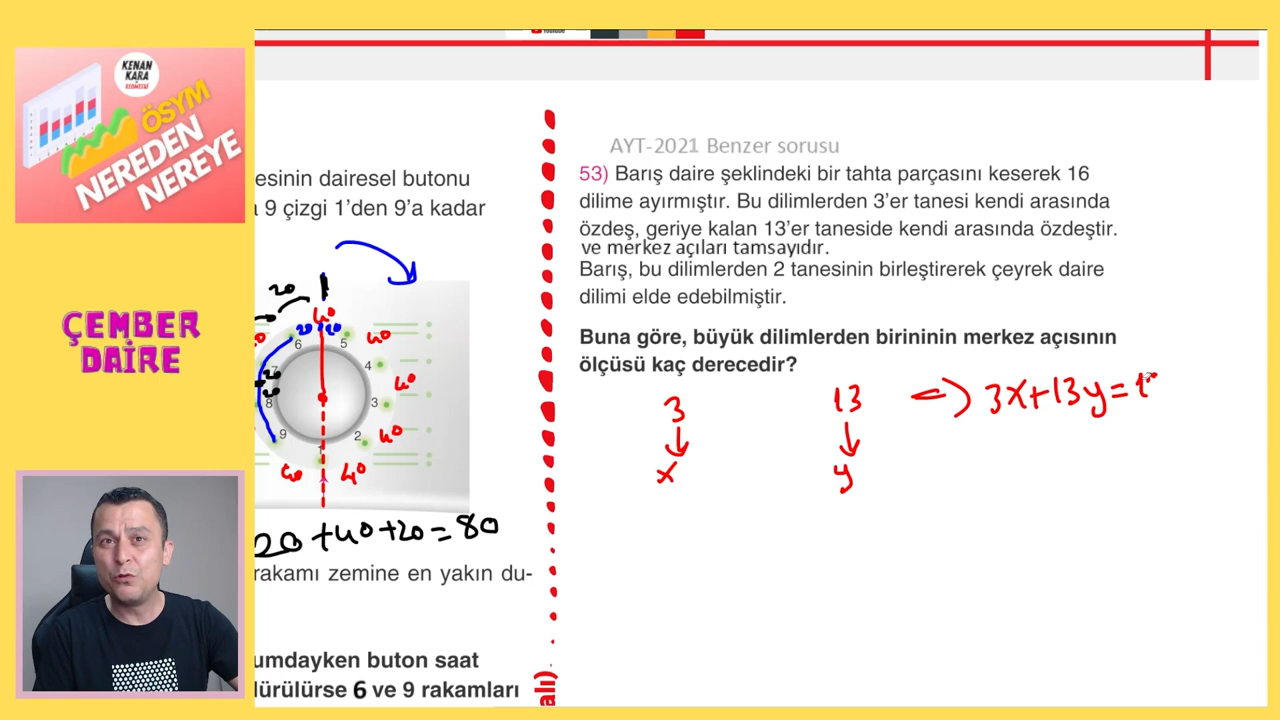 KENAN
KARA
ÖSYM
NEREDEN
NEREYE
ÇEMBER
DAİRE
esinin dairesel butonu
9 çizgi 1'den 9'a kadar
20
40
20 20
40
6
5
4
40
3
8
40
9
2
1
40
20 +40+20=80
rakamı zemine en yakın du-
umdayken buton saat
lürülürse 6 ve 9 rakamları
alı)
AYT-2021 Benzer sorusu
53) Barış daire şeklindeki bir tahta parçasını keserek 16
dilime ayırmıştır. Bu dilimlerden 3'er tanesi kendi arasında
özdeş, geriye kalan 13'er taneside kendi arasında özdeştir.
ve merkez açıları tamsayıdır.
Barış, bu dilimlerden 2 tanesinin birleştirerek çeyrek daire
dilimi elde edebilmiştir.
Buna göre, büyük dilimlerden birininin merkez açısının
ölçüsü kaç derecedir?
3 13 => 3x+13y=
x y